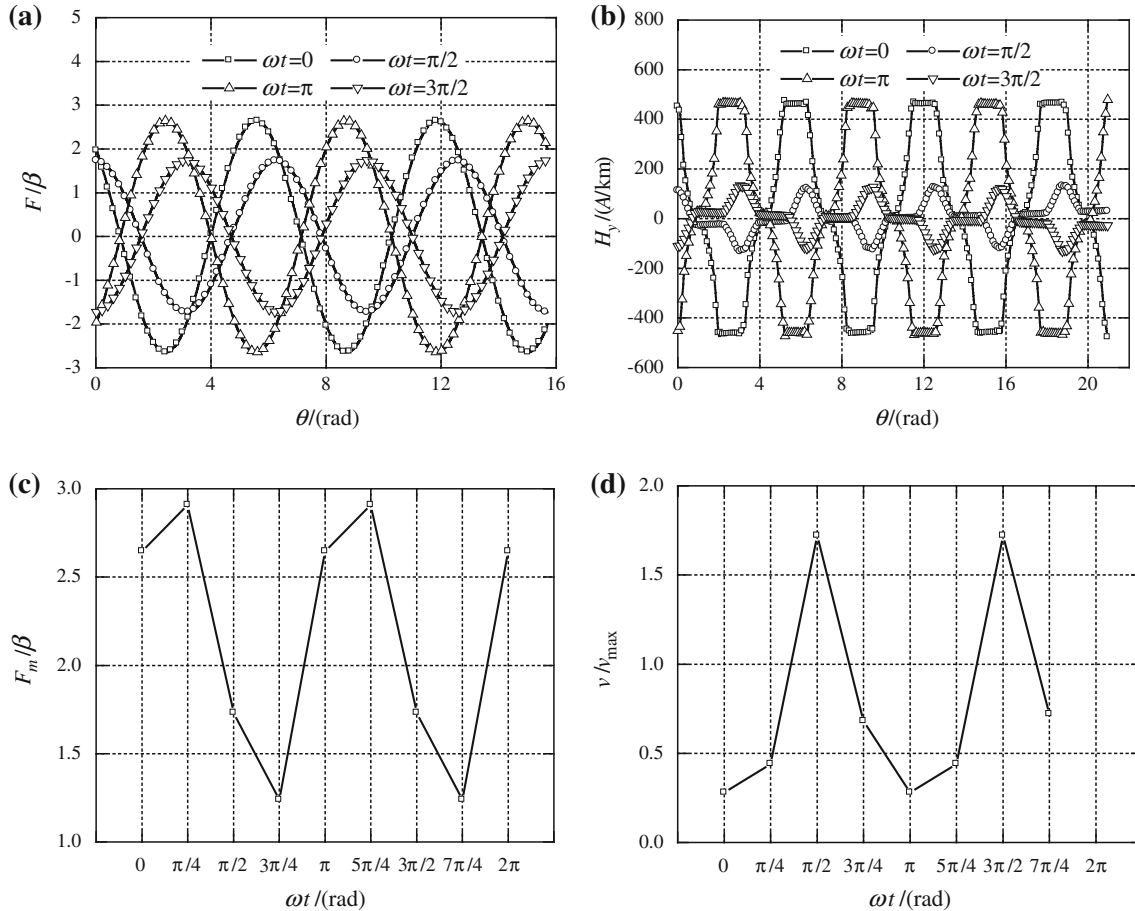 (a)
5
4
3
2
1
0
-1
-2
-3
F/β
ωt=0
ωt=π/2
ωt=π
ωt=3π/2
0
4
8
12
16
θ/(rad)
(b)
800
600
400
200
0
-200
-400
-600
H_y/(A/km)
ωt=0
ωt=π/2
ωt=π
ωt=3π/2
0
4
8
12
16
20
θ/(rad)
(c)
3.0
2.5
2.0
1.5
1.0
F_m/β
0
π/4
π/2
3π/4
π
5π/4
3π/2
7π/4
2π
ωt/(rad)
(d)
2.0
1.5
1.0
0.5
0.0
v/v_max
0
π/4
π/2
3π/4
π
5π/4
3π/2
7π/4
2π
ωt/(rad)